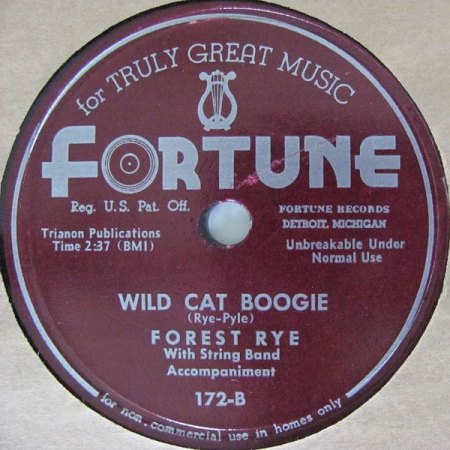 for TRULY GREAT MUSIC
FORTUNE
Reg. U.S. Pat. Off.
FORTUNE RECORDS
DETROIT, MICHIGAN
Trianon Publications
Time 2:37 (BMI)
Unbreakable Under
Normal Use
WILD CAT BOOGIE
(Rye-Pyle)
FOREST RYE
With String Band
Accompaniment
172-B
for non-commercial use in homes only